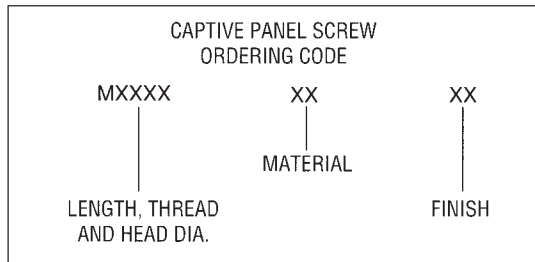 CAPTIVE PANEL SCREW
ORDERING CODE
MXXXX XX XX
MATERIAL
LENGTH, THREAD FINISH
AND HEAD DIA.